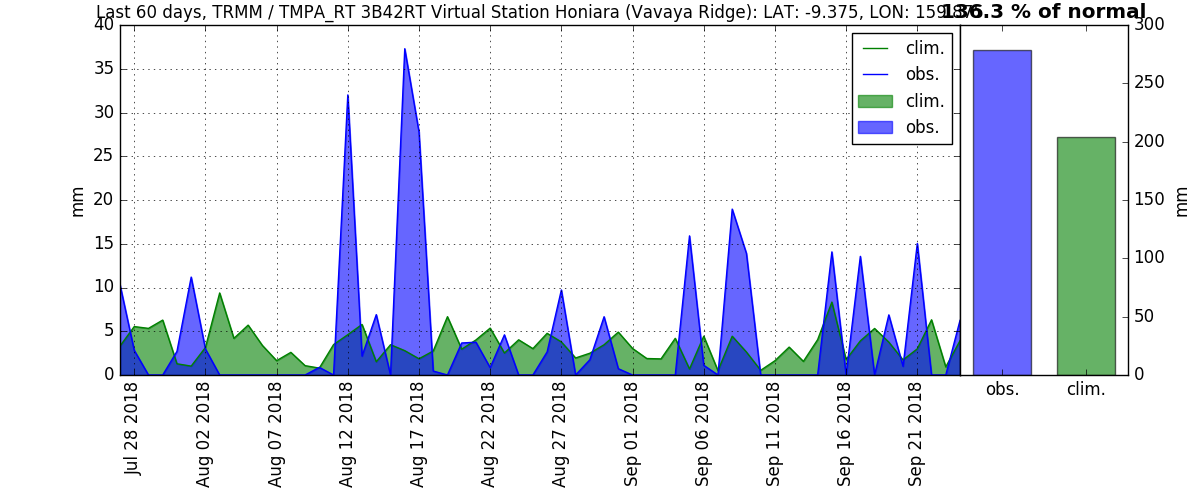 Last 60 days, TRMM / TMPA_RT 3B42RT Virtual Station Honiara (Vavaya Ridge): LAT: -9.375, LON:
136.3 % of normal
40
35
30
25
20
15
10
5
0
mm
clim.
obs.
clim.
obs.
300
250
200
150
100
50
0
mm
obs.
clim.
Jul 28 2018
Aug 02 2018
Aug 07 2018
Aug 12 2018
Aug 17 2018
Aug 22 2018
Aug 27 2018
Sep 01 2018
Sep 06 2018
Sep 11 2018
Sep 16 2018
Sep 21 2018